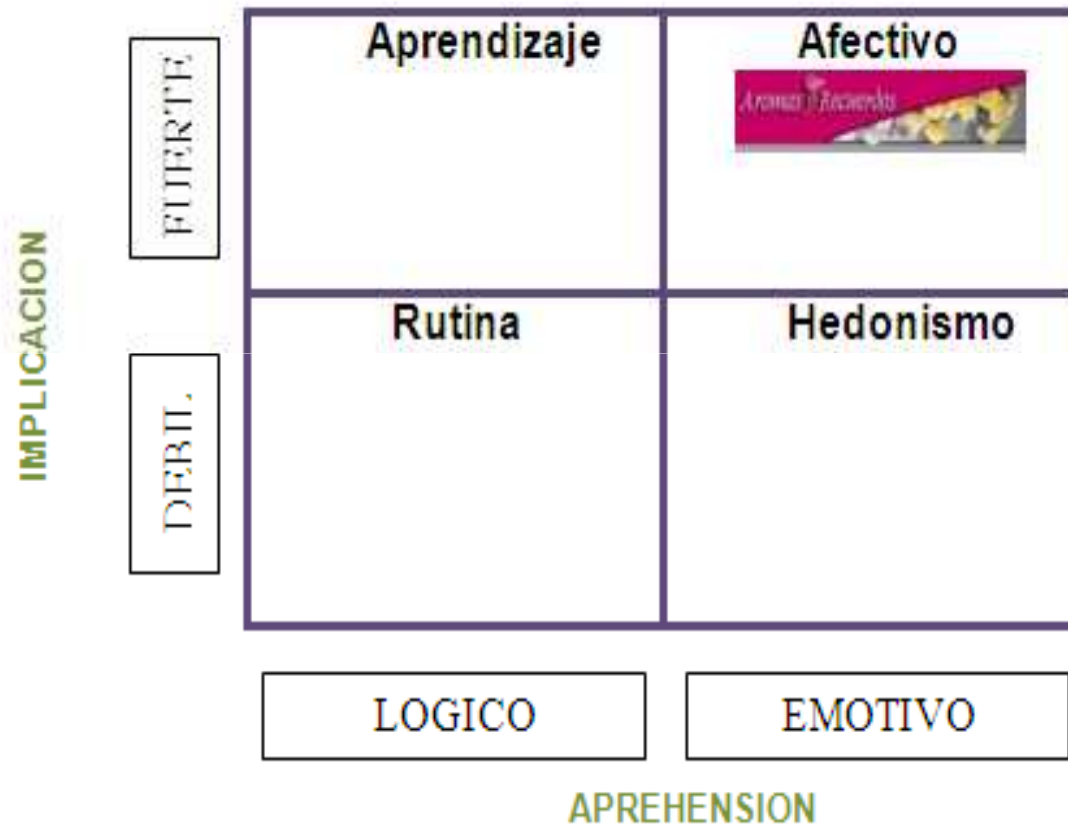 Aprendizaje
Afectivo
Aromas Recuerdos
FUERTE
IMPLICACION
Rutina
Hedonismo
DEBIL
LOGICO
EMOTIVO
APREHENSION